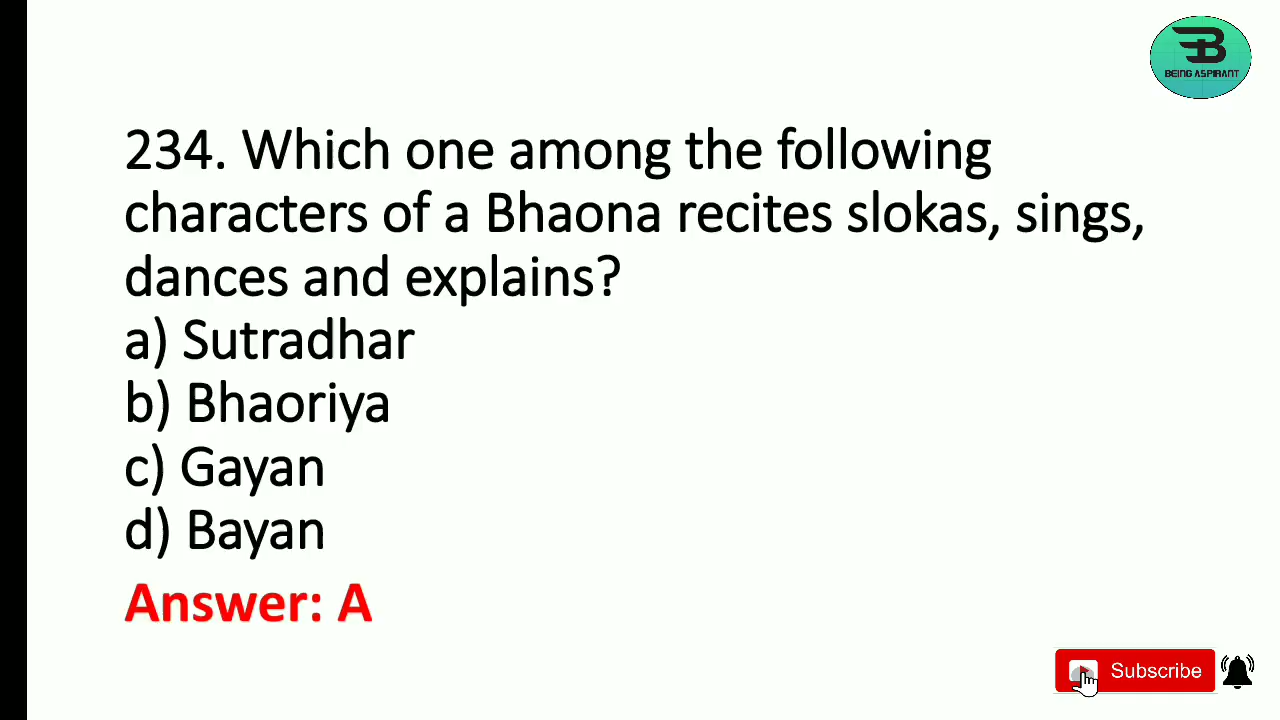 BEING ASPIRANT
234. Which one among the following
characters of a Bhaona recites slokas, sings,
dances and explains?
a) Sutradhar
b) Bhaoriya
c) Gayan
d) Bayan
Answer: A
Subscribe